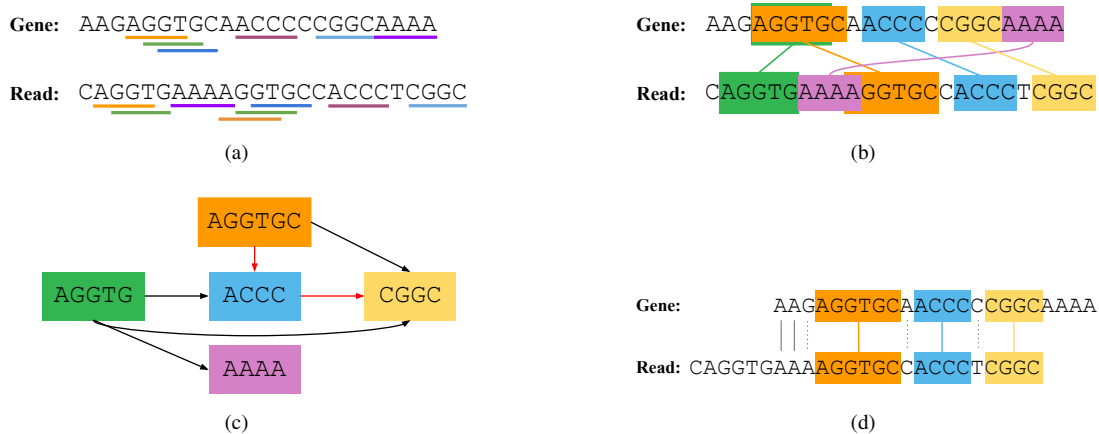 Gene: AAGAGGTGCAACCCCCGGCAAAA
Read: CAGGTGAAAAGGTGCCACCCTCGGC
(a)
Gene: AAGAGGTGCAACCCCCGGCAAAA
Read: CAGGTGAAAAGGTGCCACCCTCGGC
(b)
AGGTGC
AGGTG ACCC CGGC
AAAA
(c)
Gene: AAGAGGTGCAACCCCCGGCAAAA
Read: CAGGTGAAAAGGTGCCACCCTCGGC
(d)